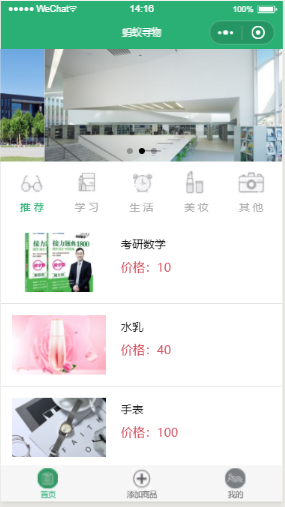 WeChat 14:16 100%
蚂蚁寻物
推荐 学习 生活 美妆 其他
接力题典1800
考研数学
价格：10
水乳
价格：40
手表
价格：100
首页 添加商品 我的